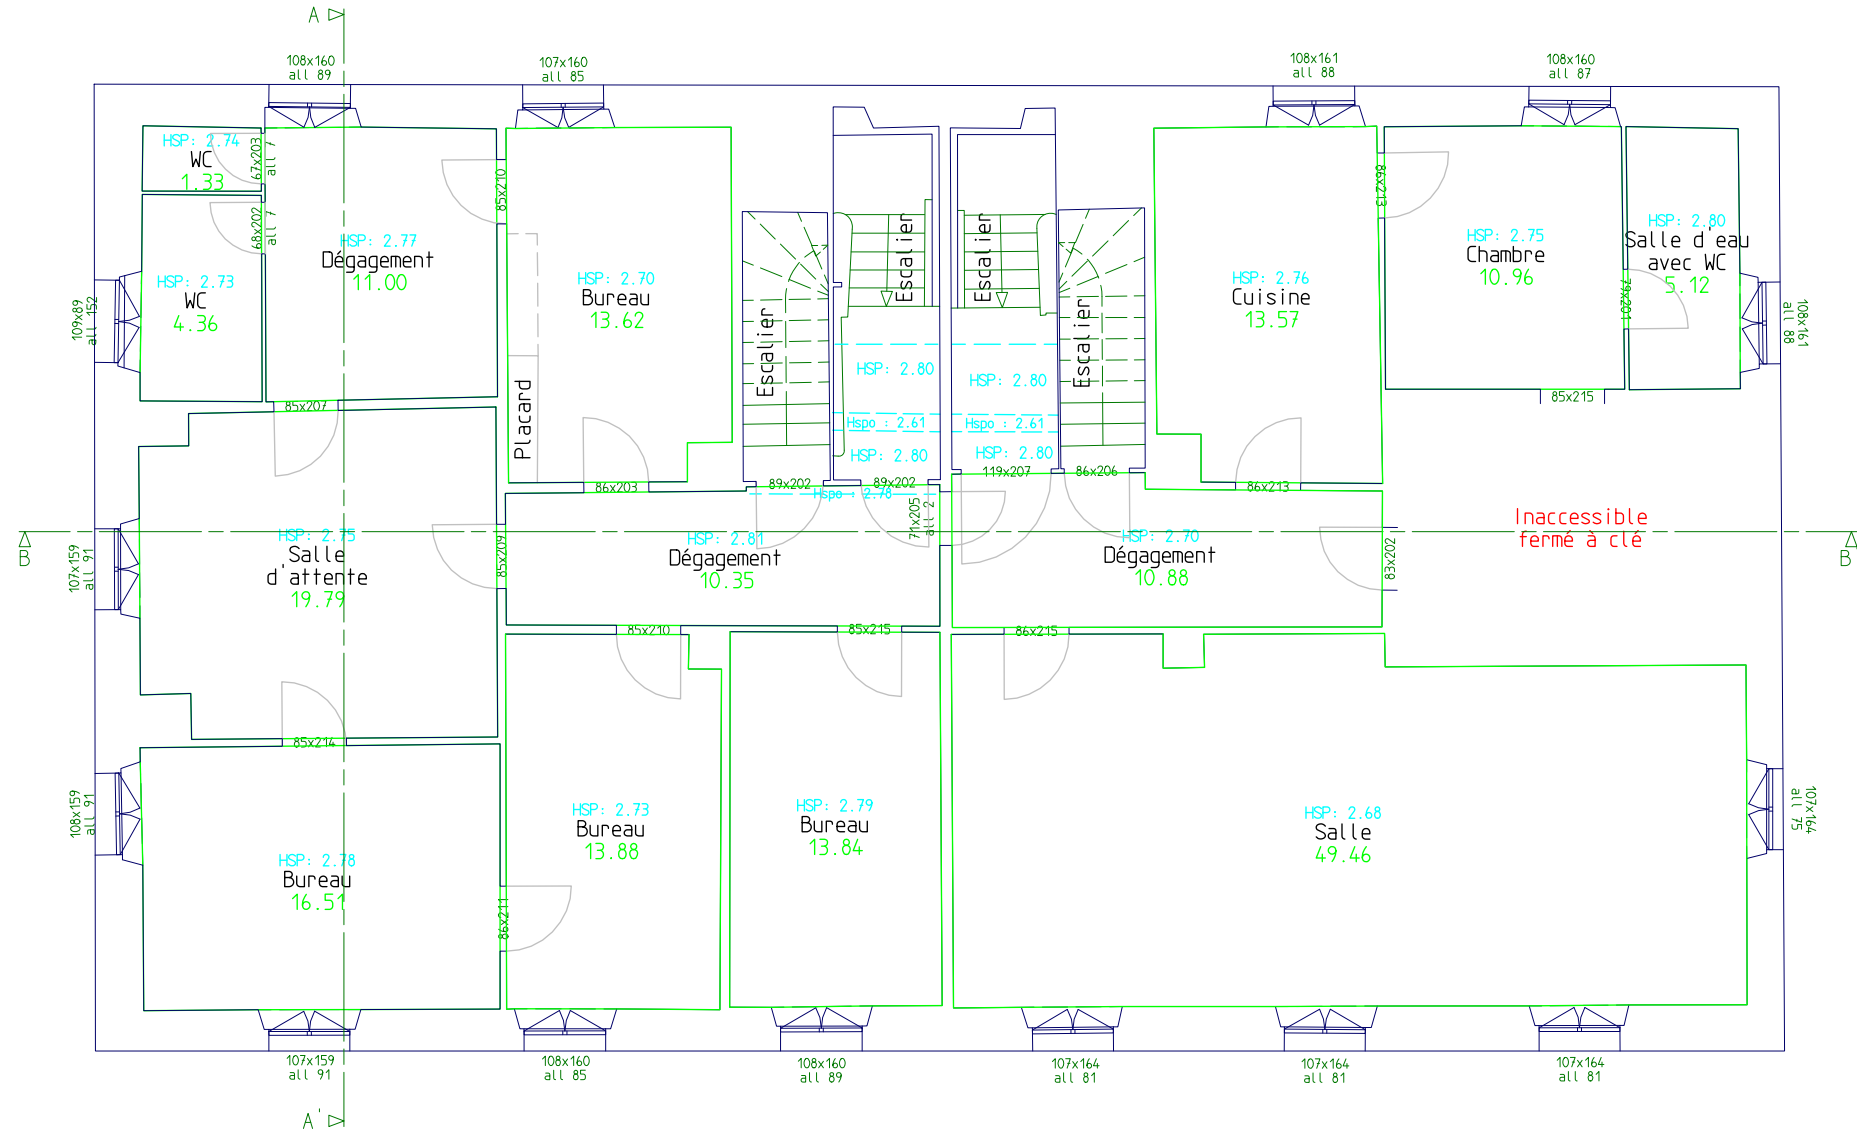 A
108x160
all 89
107x160
all 85
108x161
all 88
108x160
all 87
HSP: 2.74
WC
1.33
67x203
all 7
68x202
all 7
85x210
HSP: 2.77
Dégagement
11.00
HSP: 2.73
WC
4.36
109x89
all 152
HSP: 2.70
Bureau
13.62
Placard
Escalier
Escalier
Escalier
Escalier
HSP: 2.80
Hspo : 2.61
HSP: 2.80
HSP: 2.80
Hspo : 2.61
HSP: 2.80
HSP: 2.76
Cuisine
13.57
86x213
HSP: 2.75
Chambre
10.96
HSP: 2.80
Salle d'eau
avec WC
5.12
79x201
108x161
all 88
85x207
85x215
86x203
89x202
89x202
Hspo : 2.78
119x207
86x206
86x213
71x205
all 2
B
107x159
all 91
HSP: 2.75
Salle
d'attente
19.79
85x209
HSP: 2.81
Dégagement
10.35
HSP: 2.70
Dégagement
10.88
83x202
Inaccessible
fermé à clé
B
85x210
85x215
86x215
85x214
108x159
all 91
HSP: 2.78
Bureau
16.51
86x211
HSP: 2.73
Bureau
13.88
HSP: 2.79
Bureau
13.84
HSP: 2.68
Salle
49.46
107x164
all 75
107x159
all 91
108x160
all 85
108x160
all 89
107x164
all 81
107x164
all 81
107x164
all 81
A'